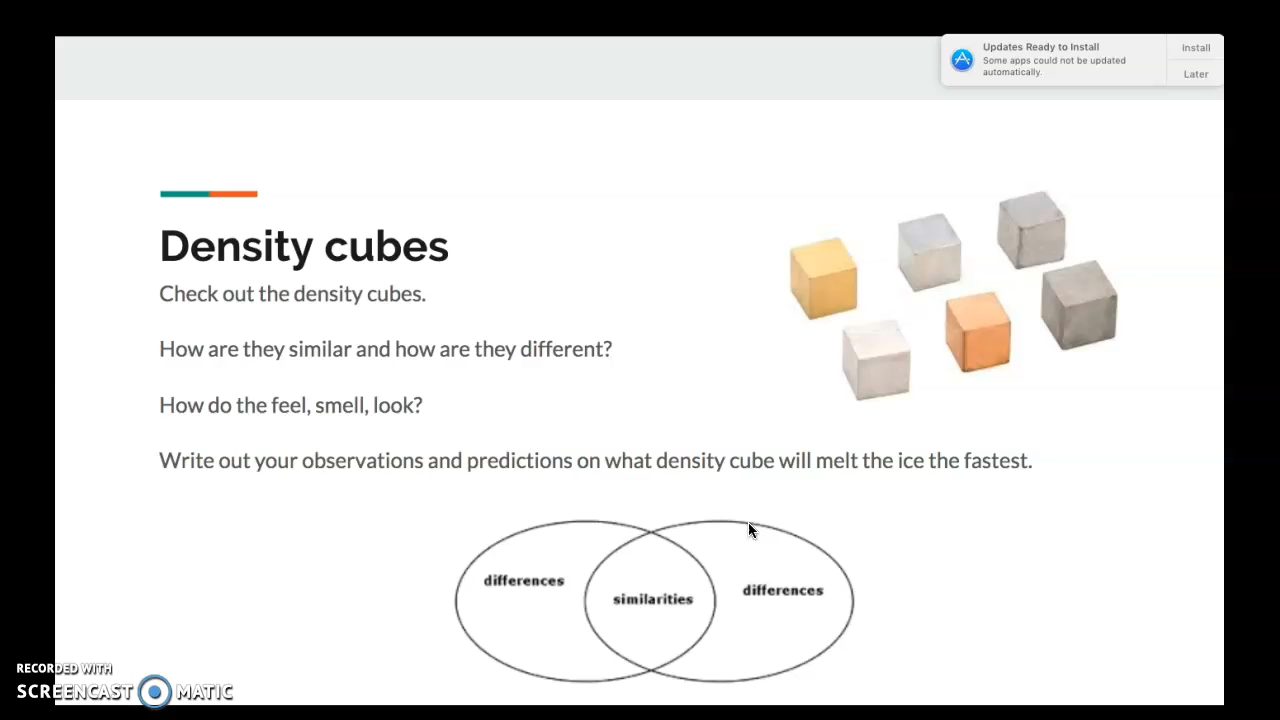 Updates Ready to Install
Some apps could not be updated
automatically.
Install
Later
Density cubes
Check out the density cubes.
How are they similar and how are they different?
How do the feel, smell, look?
Write out your observations and predictions on what density cube will melt the ice the fastest.
differences
similarities
differences
RECORDED WITH
SCREENCAST MATIC